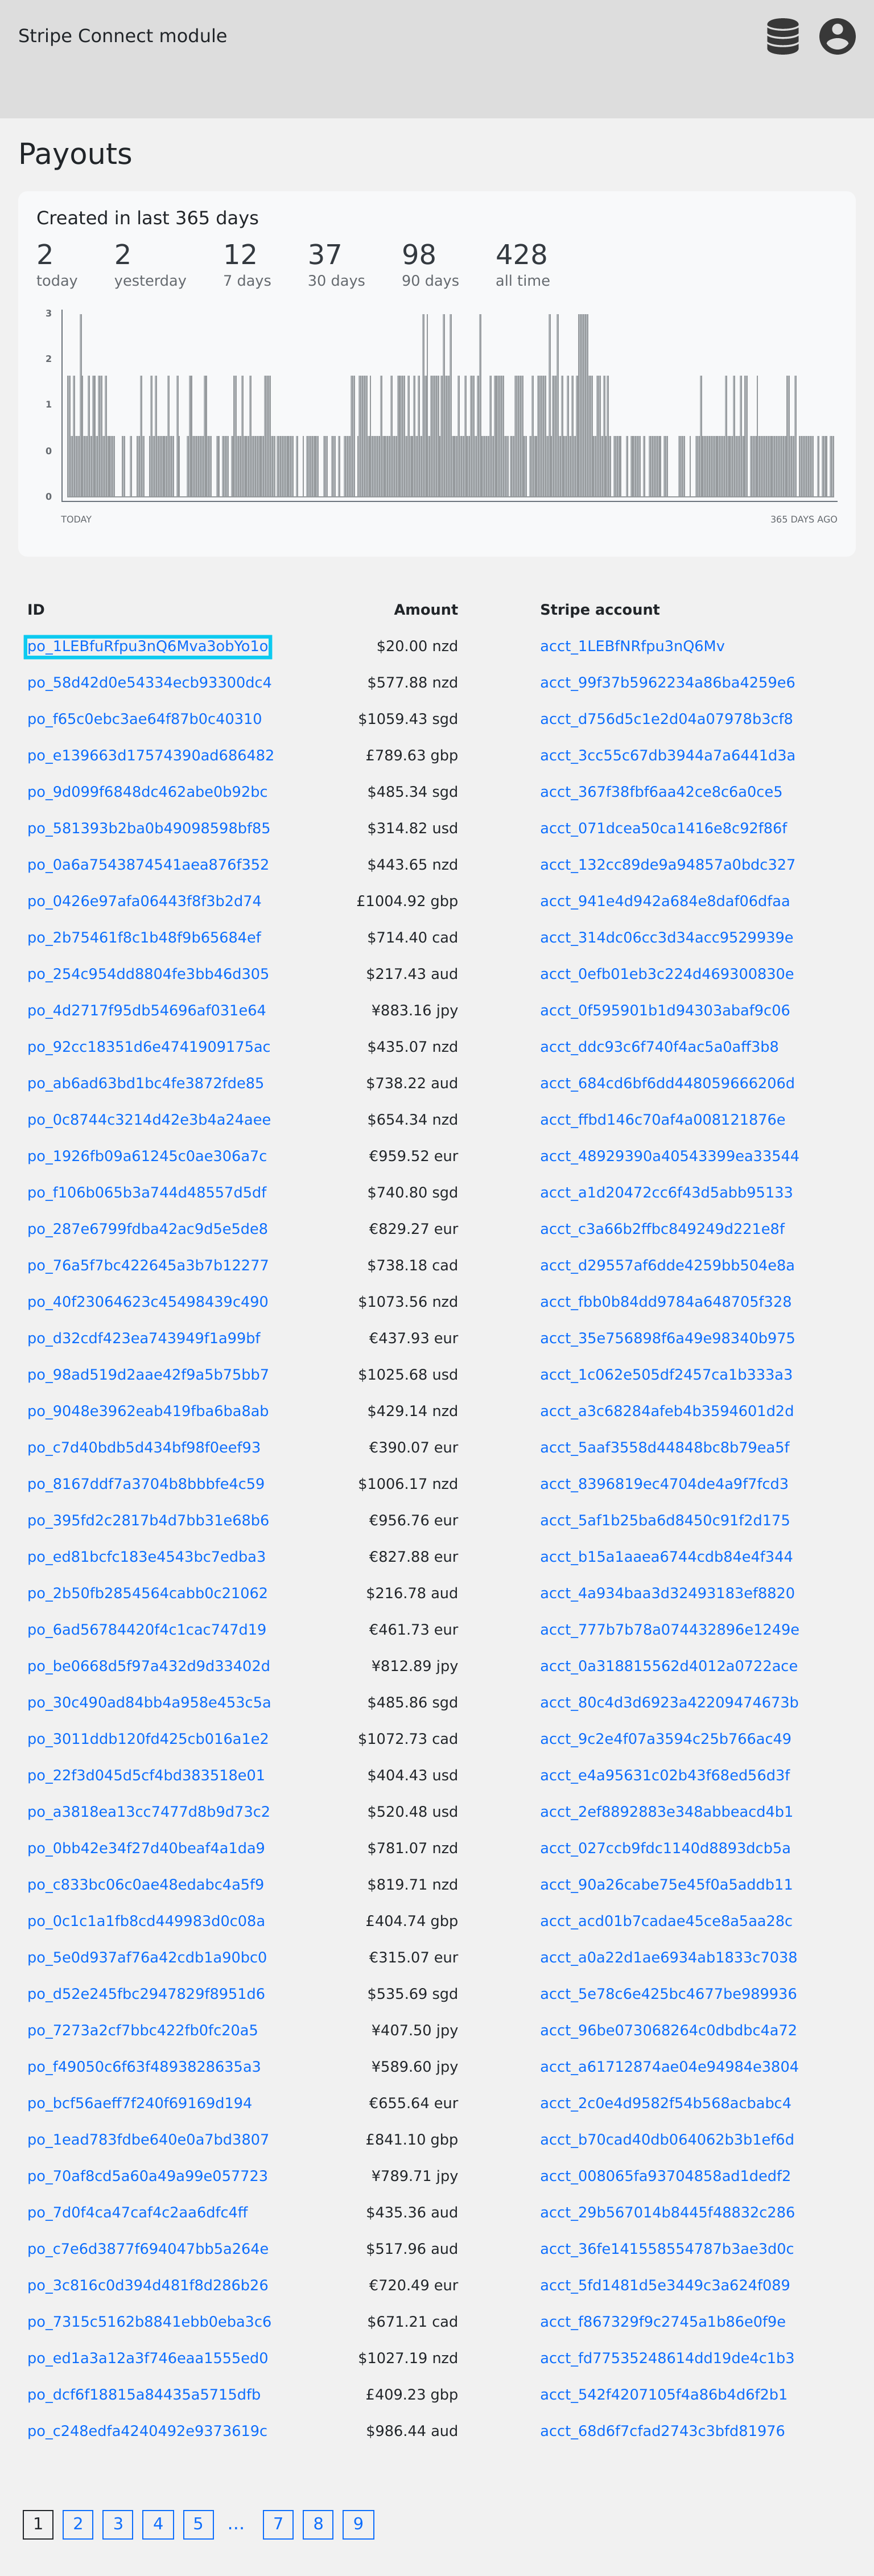 Stripe Connect module
Payouts
Created in last 365 days
2 2 12 37 98 428
today yesterday 7 days 30 days 90 days all time
3
2
1
0
0
TODAY 365 DAYS AGO
ID Amount Stripe account
po_1LEBfuRfpu3nQ6Mva3obYo1o $20.00 nzd acct_1LEBfNRfpu3nQ6Mv
po_58d42d0e54334ecb93300dc4 $577.88 nzd acct_99f37b5962234a86ba4259e6
po_f65c0ebc3ae64f87b0c40310 $1059.43 sgd acct_d756d5c1e2d04a07978b3cf8
po_e139663d17574390ad686482 £789.63 gbp acct_3cc55c67db3944a7a6441d3a
po_9d099f6848dc462abe0b92bc $485.34 sgd acct_367f38fbf6aa42ce8c6a0ce5
po_581393b2ba0b49098598bf85 $314.82 usd acct_071dcea50ca1416e8c92f86f
po_0a6a7543874541aea876f352 $443.65 nzd acct_132cc89de9a94857a0bdc327
po_0426e97afa06443f8f3b2d74 £1004.92 gbp acct_941e4d942a684e8daf06dfaa
po_2b75461f8c1b48f9b65684ef $714.40 cad acct_314dc06cc3d34acc9529939e
po_254c954dd8804fe3bb46d305 $217.43 aud acct_0efb01eb3c224d469300830e
po_4d2717f95db54696af031e64 ¥883.16 jpy acct_0f595901b1d94303abaf9c06
po_92cc18351d6e4741909175ac $435.07 nzd acct_ddc93c6f740f4ac5a0aff3b8
po_ab6ad63bd1bc4fe3872fde85 $738.22 aud acct_684cd6bf6dd448059666206d
po_0c8744c3214d42e3b4a24aee $654.34 nzd acct_ffbd146c70af4a008121876e
po_1926fb09a61245c0ae306a7c €959.52 eur acct_48929390a40543399ea33544
po_f106b065b3a744d48557d5df $740.80 sgd acct_a1d20472cc6f43d5abb95133
po_287e6799fdba42ac9d5e5de8 €829.27 eur acct_c3a66b2ffbc849249d221e8f
po_76a5f7bc422645a3b7b12277 $738.18 cad acct_d29557af6dde4259bb504e8a
po_40f23064623c45498439c490 $1073.56 nzd acct_fbb0b84dd9784a648705f328
po_d32cdf423ea743949f1a99bf €437.93 eur acct_35e756898f6a49e98340b975
po_98ad519d2aae42f9a5b75bb7 $1025.68 usd acct_1c062e505df2457ca1b333a3
po_9048e3962eab419fba6ba8ab $429.14 nzd acct_a3c68284afeb4b3594601d2d
po_c7d40bdb5d434bf98f0eef93 €390.07 eur acct_5aaf3558d44848bc8b79ea5f
po_8167ddf7a3704b8bbbfe4c59 $1006.17 nzd acct_8396819ec4704de4a9f7fcd3
po_395fd2c2817b4d7bb31e68b6 €956.76 eur acct_5af1b25ba6d8450c91f2d175
po_ed81bcfc183e4543bc7edba3 €827.88 eur acct_b15a1aaea6744cdb84e4f344
po_2b50fb2854564cabb0c21062 $216.78 aud acct_4a934baa3d32493183ef8820
po_6ad56784420f4c1cac747d19 €461.73 eur acct_777b7b78a074432896e1249e
po_be0668d5f97a432d9d33402d ¥812.89 jpy acct_0a318815562d4012a0722ace
po_30c490ad84bb4a958e453c5a $485.86 sgd acct_80c4d3d6923a42209474673b
po_3011ddb120fd425cb016a1e2 $1072.73 cad acct_9c2e4f07a3594c25b766ac49
po_22f3d045d5cf4bd383518e01 $404.43 usd acct_e4a95631c02b43f68ed56d3f
po_a3818ea13cc7477d8b9d73c2 $520.48 usd acct_2ef8892883e348abbeacd4b1
po_0bb42e34f27d40beaf4a1da9 $781.07 nzd acct_027ccb9fdc1140d8893dcb5a
po_c833bc06c0ae48edabc4a5f9 $819.71 nzd acct_90a26cabe75e45f0a5addb11
po_0c1c1a1fb8cd449983d0c08a £404.74 gbp acct_acd01b7cadae45ce8a5aa28c
po_5e0d937af76a42cdb1a90bc0 €315.07 eur acct_a0a22d1ae6934ab1833c7038
po_d52e245fbc2947829f8951d6 $535.69 sgd acct_5e78c6e425bc4677be989936
po_7273a2cf7bbc422fb0fc20a5 ¥407.50 jpy acct_96be073068264c0dbdbc4a72
po_f49050c6f63f4893828635a3 ¥589.60 jpy acct_a61712874ae04e94984e3804
po_bcf56aeff7f240f69169d194 €655.64 eur acct_2c0e4d9582f54b568acbabc4
po_1ead783fdbe640e0a7bd3807 £841.10 gbp acct_b70cad40db064062b3b1ef6d
po_70af8cd5a60a49a99e057723 ¥789.71 jpy acct_008065fa93704858ad1dedf2
po_7d0f4ca47caf4c2aa6dfc4ff $435.36 aud acct_29b567014b8445f48832c286
po_c7e6d3877f694047bb5a264e $517.96 aud acct_36fe141558554787b3ae3d0c
po_3c816c0d394d481f8d286b26 €720.49 eur acct_5fd1481d5e3449c3a624f089
po_7315c5162b8841ebb0eba3c6 $671.21 cad acct_f867329f9c2745a1b86e0f9e
po_ed1a3a12a3f746eaa1555ed0 $1027.19 nzd acct_fd77535248614dd19de4c1b3
po_dcf6f18815a84435a5715dfb £409.23 gbp acct_542f4207105f4a86b4d6f2b1
po_c248edfa4240492e9373619c $986.44 aud acct_68d6f7cfad2743c3bfd81976
1 2 3 4 5 ... 7 8 9